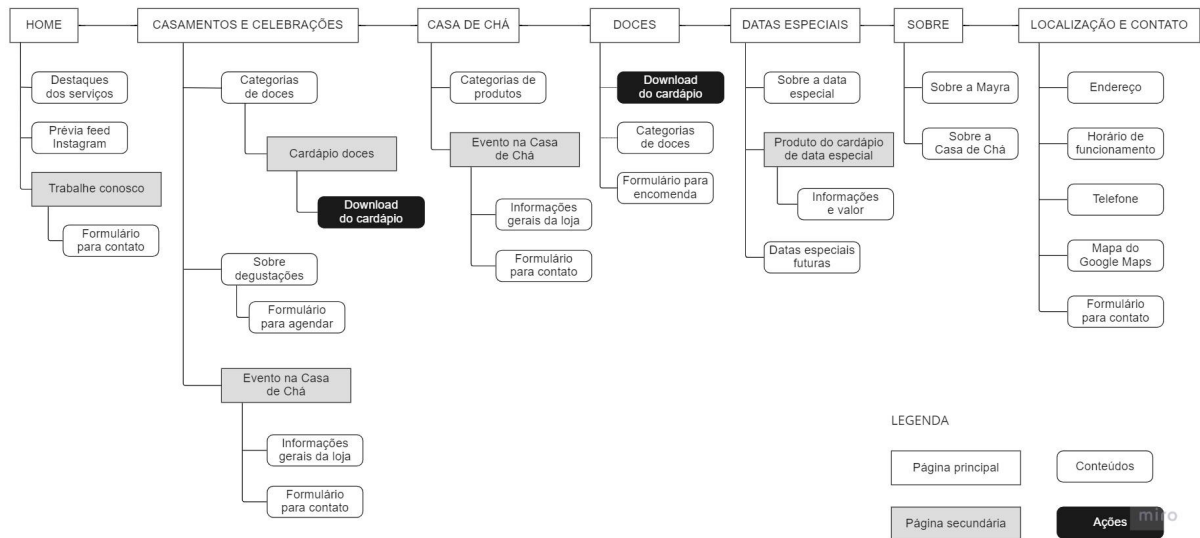 HOME
CASAMENTOS E CELEBRAÇÕES
CASA DE CHÁ
DOCES
DATAS ESPECIAIS
SOBRE
LOCALIZAÇÃO E CONTATO
Destaques
dos serviços
Prévia feed
Instagram
Trabalhe conosco
Formulário
para contato
Categorias
de doces
Cardápio doces
Download
do cardápio
Sobre
degustações
Formulário
para agendar
Evento na Casa
de Chá
Informações
gerais da loja
Formulário
para contato
Categorias de
produtos
Evento na Casa
de Chá
Informações
gerais da loja
Formulário
para contato
Download
do cardápio
Categorias
de doces
Formulário para
encomenda
Sobre a data
especial
Produto do cardápio
de data especial
Informações
e valor
Datas especiais
futuras
Sobre a Mayra
Sobre a
Casa de Chá
Endereço
Horário de
funcionamento
Telefone
Mapa do
Google Maps
Formulário
para contato
LEGENDA
Página principal
Conteúdos
Página secundária
Ações
miro